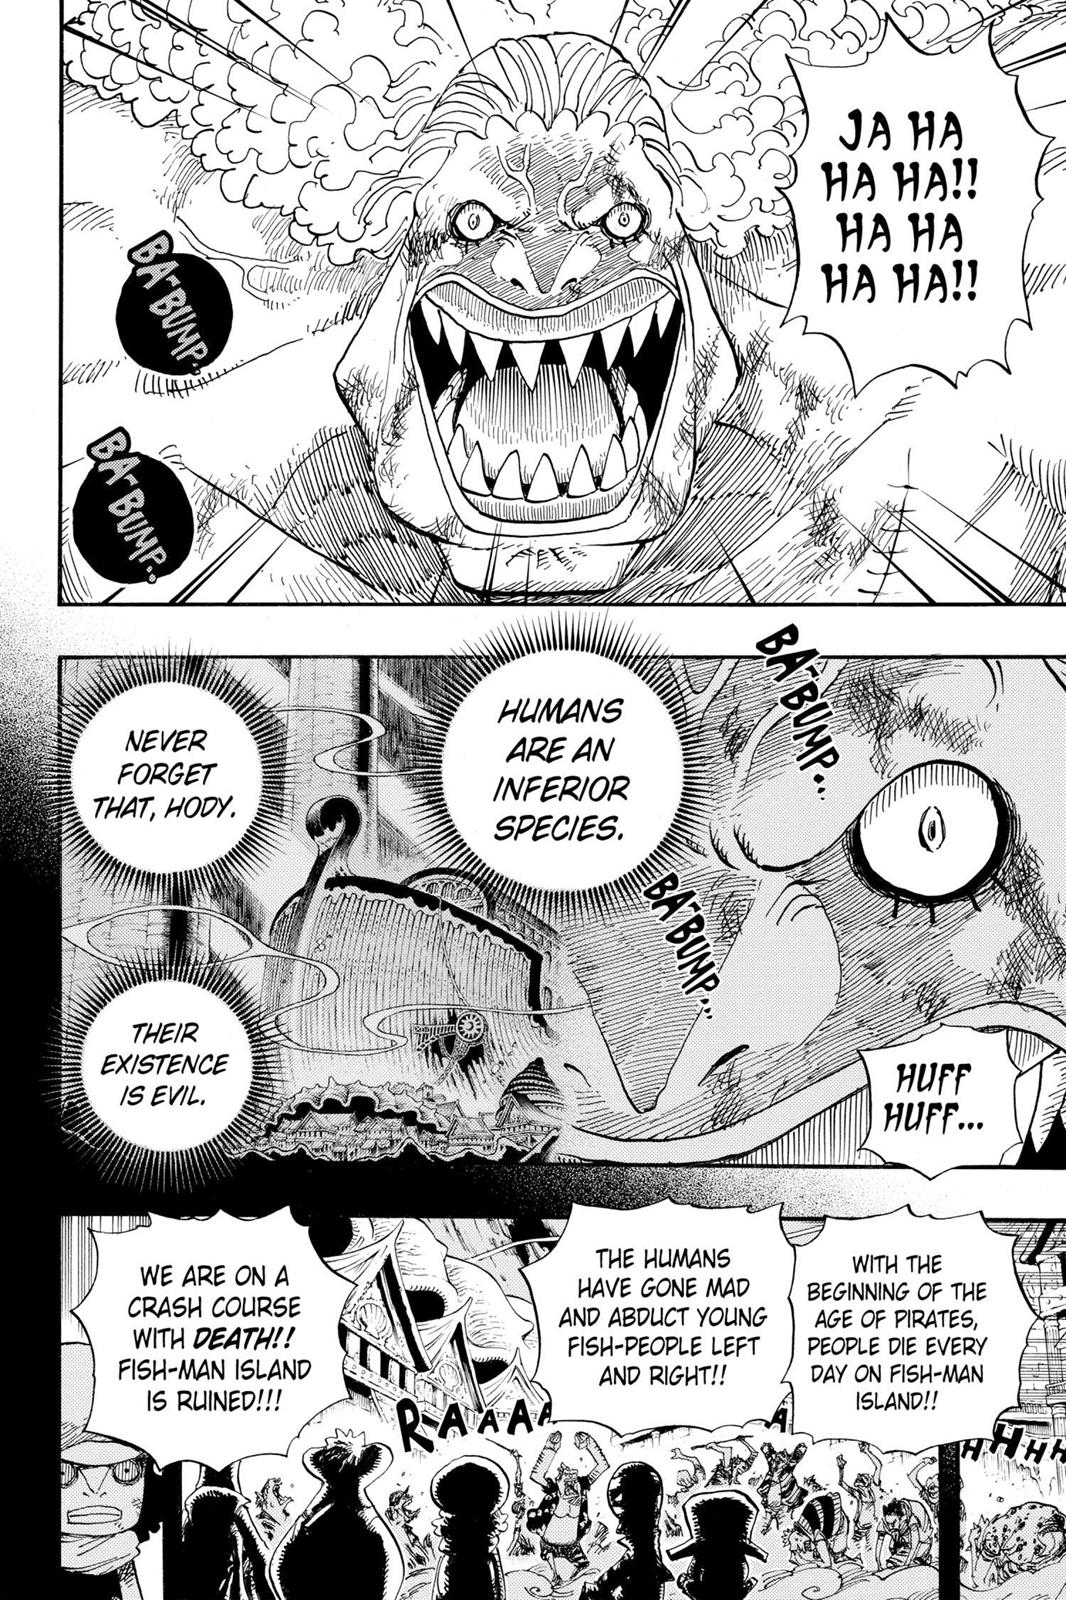 JA HA
HA HA!!
HA HA
HA HA!!
BA-BUMP..
BA-BUMP..
BA-BUMP...
HUMANS
ARE AN
INFERIOR
SPECIES.
NEVER
FORGET
THAT, HODY.
BA-BUMP...
THEIR
EXISTENCE
IS EVIL.
HUFF
HUFF...
WITH THE
BEGINNING OF THE
AGE OF PIRATES,
PEOPLE DIE EVERY
DAY ON FISH-MAN
ISLAND!!
THE HUMANS
HAVE GONE MAD
AND ABDUCT YOUNG
FISH-PEOPLE LEFT
AND RIGHT!!
WE ARE ON A
CRASH COURSE
WITH DEATH!!
FISH-MAN ISLAND
IS RUINED!!!
RAAAA
A
HHHH